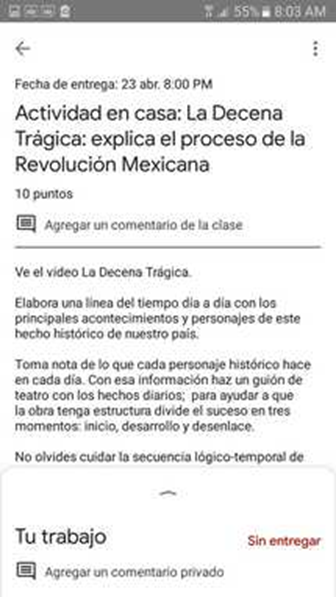 55% 8:03 AM
Fecha de entrega: 23 abr. 8:00 PM
Actividad en casa: La Decena
Trágica: explica el proceso de la
Revolución Mexicana
10 puntos
Agregar un comentario de la clase
Ve el video La Decena Trágica.
Elabora una línea del tiempo día a día con los
principales acontecimientos y personajes de este
hecho histórico de nuestro país.
Toma nota de lo que cada personaje histórico hace
en cada día. Con esa información haz un guión de
teatro con los hechos diarios; para ayudar a que
la obra tenga estructura divide el suceso en tres
momentos: inicio, desarrollo y desenlace.
No olvides cuidar la secuencia lógico-temporal de
Tu trabajo
Sin entregar
Agregar un comentario privado